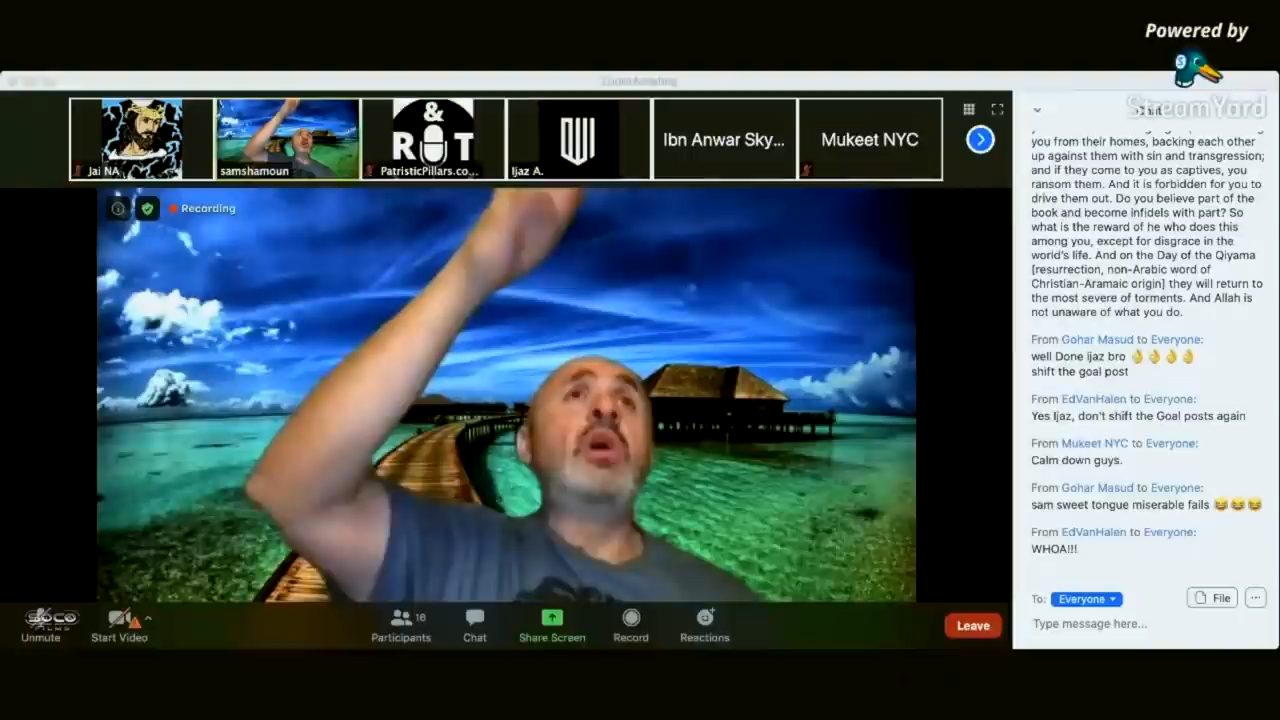 Powered by
StreamYard
Jai NA
samshamoun
& 
R T
PatristicPillars.co...
Ijaz A.
Ibn Anwar Sky...
Mukeet NYC
Recording
you from their homes, backing each other
up against them with sin and transgression;
and if they come to you as captives, you
ransom them. And it is forbidden for you to
drive them out. Do you believe part of the
book and become infidels with part? So
what is the reward of he who does this
among you, except for disgrace in the
world's life. And on the Day of the Qiyama
[resurrection, non-Arabic word of
Christian-Aramaic origin] they will return to
the most severe of torments. And Allah is
not unaware of what you do.
From Gohar Masud to Everyone:
well Done ijaz bro 👌👌👌👌
shift the goal post
From EdVanHalen to Everyone:
Yes Ijaz, don't shift the Goal posts again
From Mukeet NYC to Everyone:
Calm down guys.
From Gohar Masud to Everyone:
sam sweet tongue miserable fails 😹😹😹
From EdVanHalen to Everyone:
WHOA!!!
To: Everyone
File
Type message here...
Unmute
Start Video
Participants
16
Chat
Share Screen
Record
Reactions
Leave